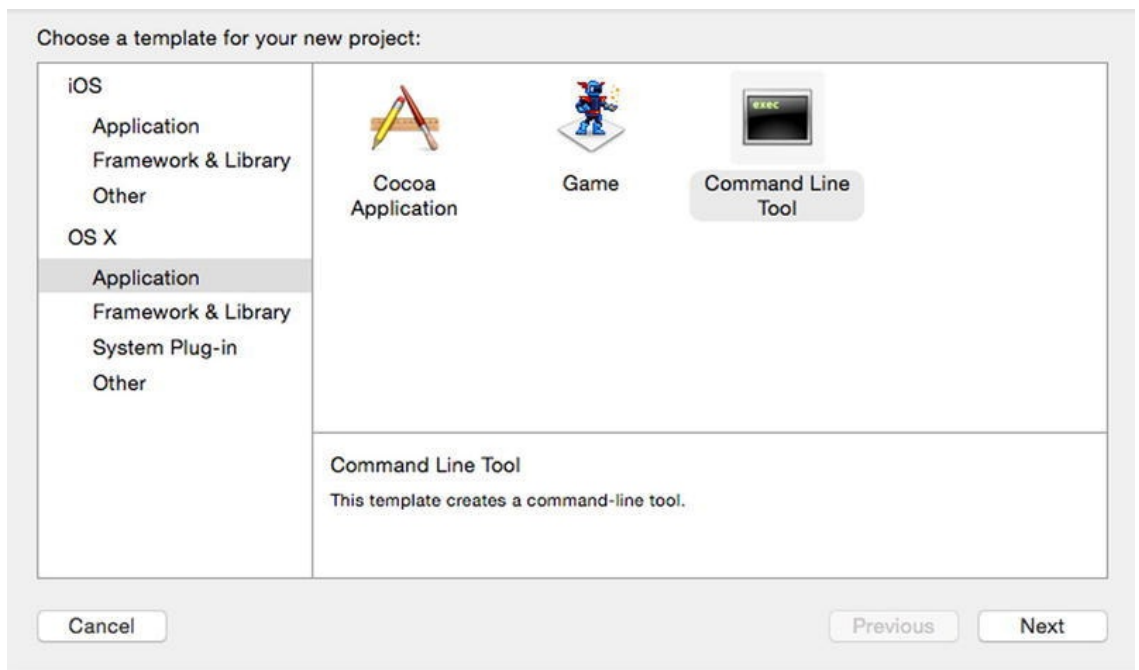 Choose a template for your new project:
iOS
Application
Framework & Library
Other
OS X
Application
Framework & Library
System Plug-in
Other
Cocoa
Application
Game
exec
Command Line
Tool
Command Line Tool
This template creates a command-line tool.
Cancel
Previous
Next